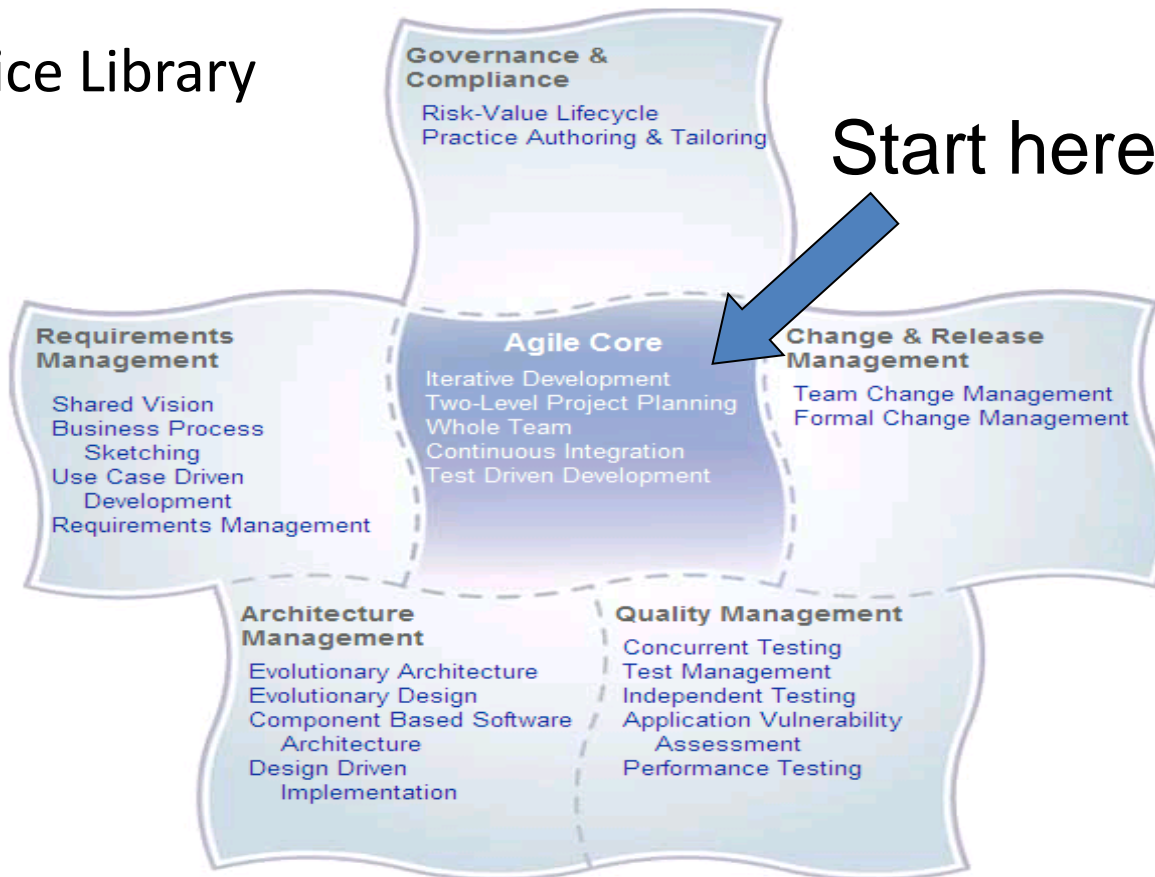 ice Library
Governance &
Compliance
Risk-Value Lifecycle
Practice Authoring & Tailoring
Start here
Requirements
Management
Shared Vision
Business Process
Sketching
Use Case Driven
Development
Requirements Management
Agile Core
Iterative Development
Two-Level Project Planning
Whole Team
Continuous Integration
Test Driven Development
Change & Release
Management
Team Change Management
Formal Change Management
Architecture
Management
Evolutionary Architecture
Evolutionary Design
Component Based Software
Architecture
Design Driven
Implementation
Quality Management
Concurrent Testing
Test Management
Independent Testing
Application Vulnerability
Assessment
Performance Testing